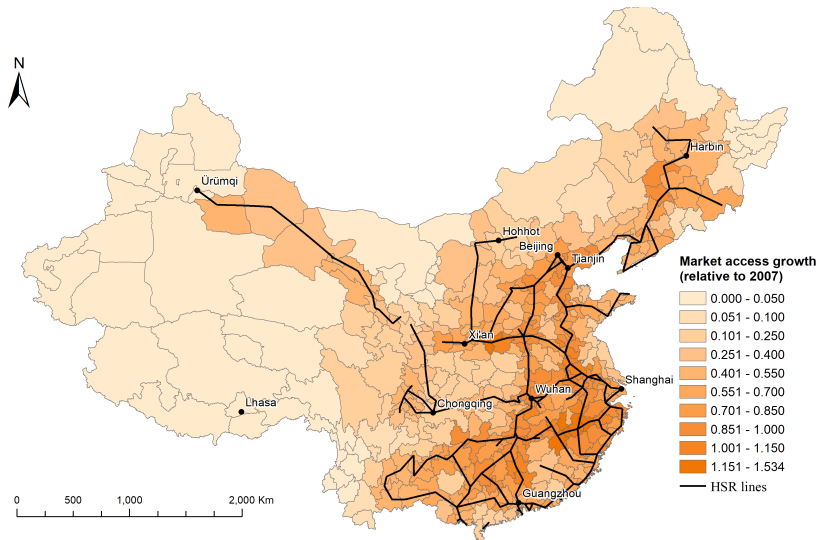 N
Harbin
Ürümqi
Hohhot
Beijing
Tianjin
Market access growth
(relative to 2007)
0.000 - 0.050
0.051 - 0.100
0.101 - 0.250
0.251 - 0.400
0.401 - 0.550
0.551 - 0.700
0.701 - 0.850
0.851 - 1.000
1.001 - 1.150
1.151 - 1.534
HSR lines
Xi'an
Shanghai
Wuhan
Lhasa
Chongqing
Guangzhou
0 500 1,000 2,000 Km